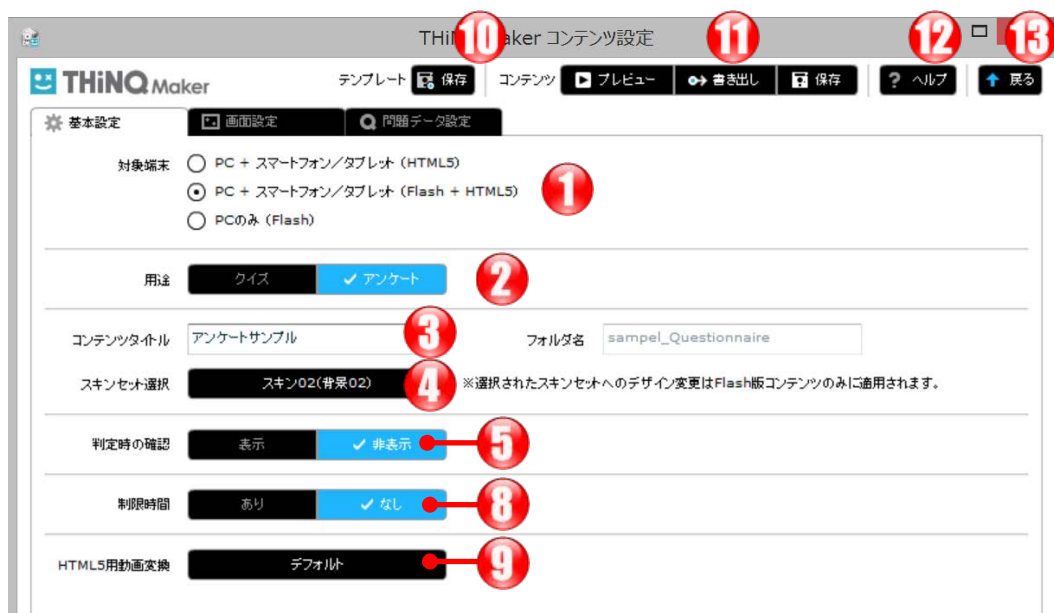 THiNQ Maker コンテンツ設定
10 11 12 13
THiNQ Maker テンプレート 保存 コンテンツ プレビュー 書き出し 保存 ? ヘルプ 戻る
基本設定 画面設定 問題データ設定
対象端末 PC + スマートフォン/タブレット (HTML5)
PC + スマートフォン/タブレット (Flash + HTML5) 1
PCのみ (Flash)
用途 クイズ アンケート 2
コンテンツタイトル アンケートサンプル 3 フォルダ名 sampel_Questionnaire
スキンセット選択 スキン02(背景02) 4 ※選択されたスキンセットへのデザイン変更はFlash版コンテンツのみに適用されます。
判定時の確認 表示 非表示 5
制限時間 あり なし 8
HTML5用動画変換 デフォルト 9